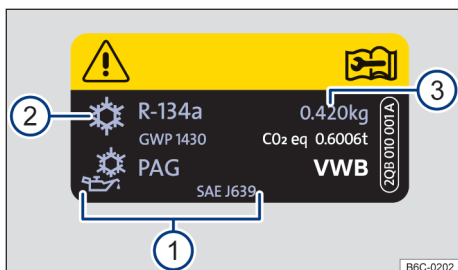 R-134a 0.420kg
GWP 1430 CO2 eq 0.6006t
PAG VWB
SAE J639
2QB 010 001 A
1
2
3
B6C-0202